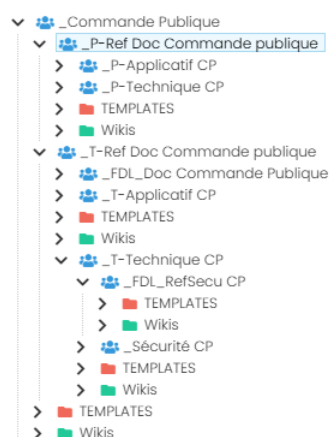 _Commande Publique
_P-Ref Doc Commande publique
_P-Applicatif CP
_P-Technique CP
TEMPLATES
Wikis
_T-Ref Doc Commande publique
_FDL_Doc Commande Publique
_T-Applicatif CP
TEMPLATES
Wikis
_T-Technique CP
_FDL_RefSecu CP
TEMPLATES
Wikis
_Sécurité CP
TEMPLATES
Wikis
TEMPLATES
Wikis